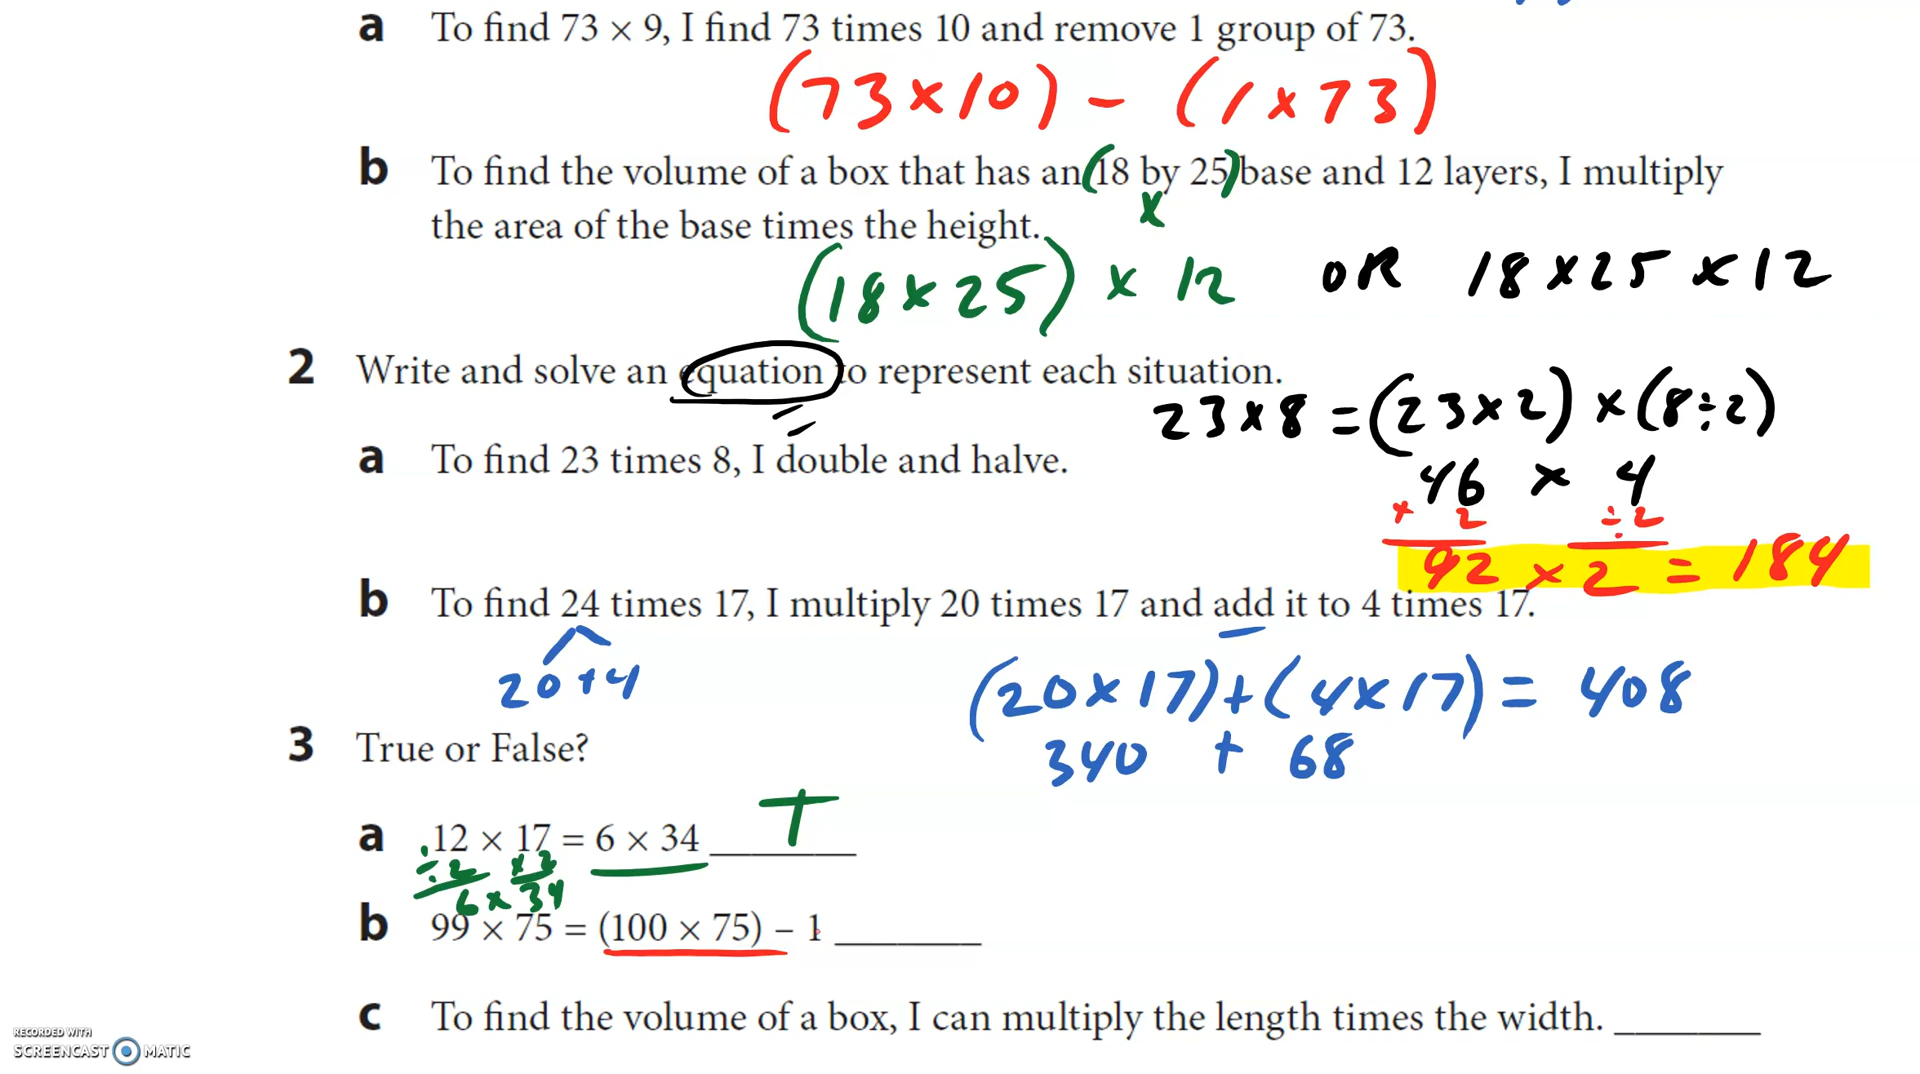 a To find 73 × 9, I find 73 times 10 and remove 1 group of 73.
(73 × 10) - (1 × 73)
b To find the volume of a box that has an (18 by 25) base and 12 layers, I multiply
x
the area of the base times the height.
(18 × 25) × 12 OR 18 × 25 × 12
2 Write and solve an equation to represent each situation.
23 × 8 = (23 × 2) × (8 ÷ 2)
a To find 23 times 8, I double and halve.
46 × 4
× 2 ÷ 2
92 × 2 = 184
b To find 24 times 17, I multiply 20 times 17 and add it to 4 times 17.
20 + 4
(20 × 17) + (4 × 17) = 408
340 + 68
3 True or False?
a 12 × 17 = 6 × 34 T
÷ 2 × 2
6 × 34
b 99 × 75 = (100 × 75) – 1
c To find the volume of a box, I can multiply the length times the width.
RECORDED WITH
SCREENCAST MATIC